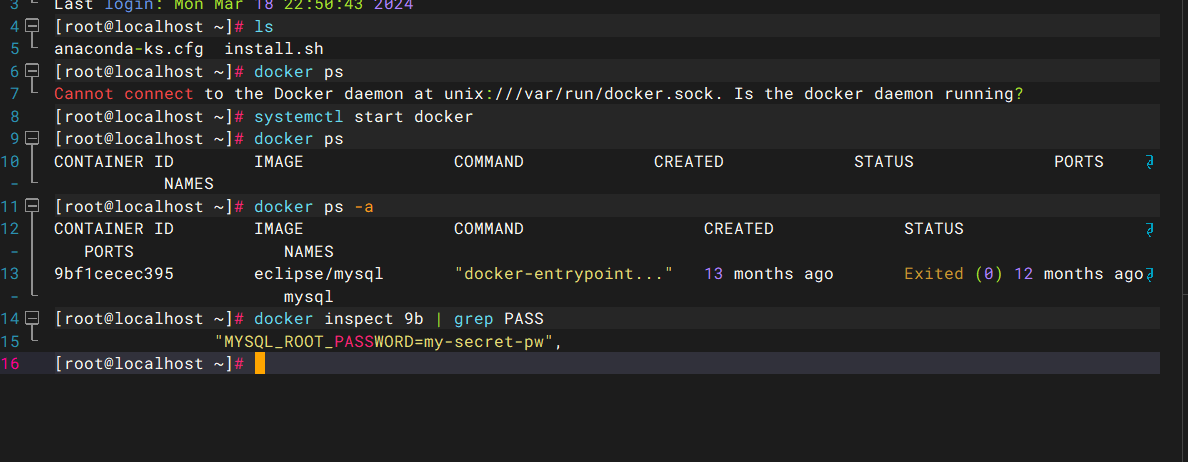 3 Last login: Mon Mar 18 22:50:43 2024
4 [root@localhost ~]# ls
5 anaconda-ks.cfg  install.sh
6 [root@localhost ~]# docker ps
7 Cannot connect to the Docker daemon at unix:///var/run/docker.sock. Is the docker daemon running?
8 [root@localhost ~]# systemctl start docker
9 [root@localhost ~]# docker ps
10 CONTAINER ID        IMAGE               COMMAND             CREATED             STATUS              PORTS
-            NAMES
11 [root@localhost ~]# docker ps -a
12 CONTAINER ID        IMAGE               COMMAND                  CREATED             STATUS
-    PORTS               NAMES
13 9bf1cecec395        eclipse/mysql       "docker-entrypoint..."   13 months ago       Exited (0) 12 months ago
-                        mysql
14 [root@localhost ~]# docker inspect 9b | grep PASS
15                 "MYSQL_ROOT_PASSWORD=my-secret-pw",
16 [root@localhost ~]#